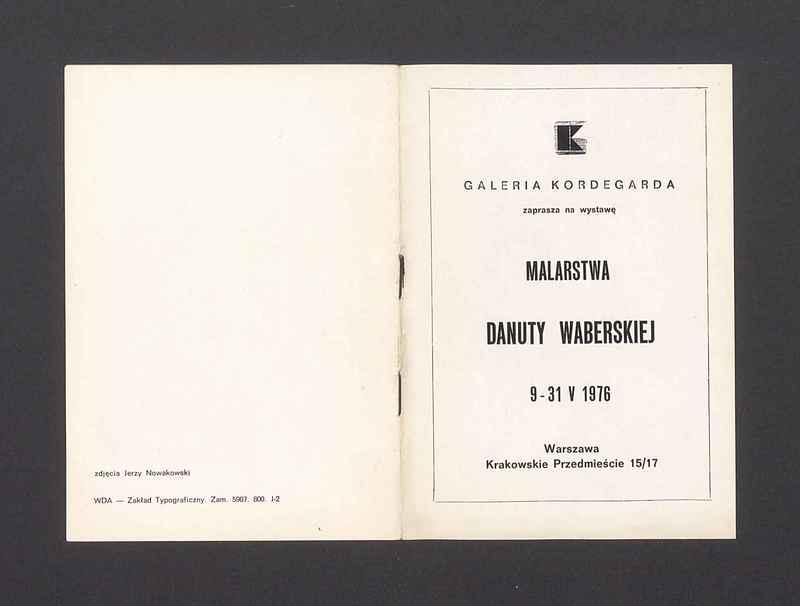 zdjęcia Jerzy Nowakowski
WDA — Zakład Typograficzny. Zam. 5987. 800. J-2
K
GALERIA KORDEGARDA
zaprasza na wystawę
MALARSTWA
DANUTY WABERSKIEJ
9-31 V 1976
Warszawa
Krakowskie Przedmieście 15/17